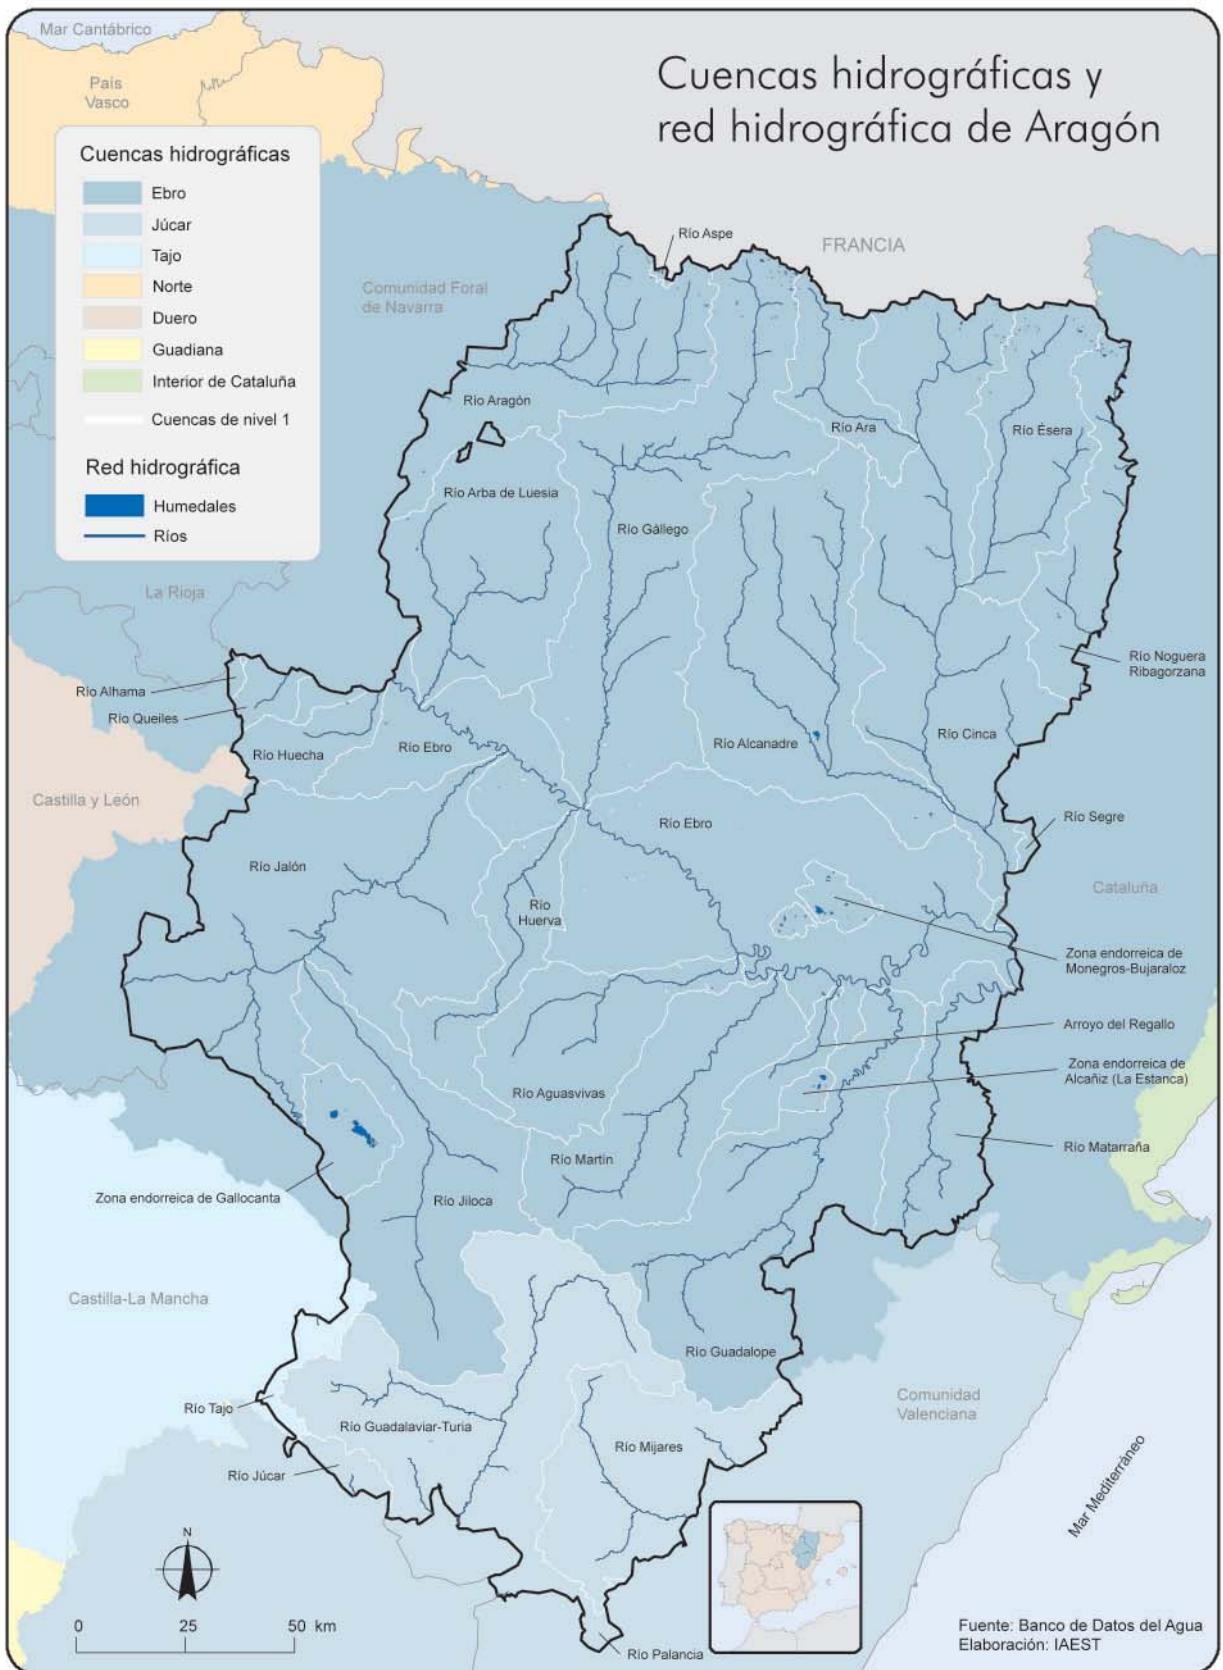 Mar Cantábrico
País
Vasco
Cuencas hidrográficas y
red hidrográfica de Aragón
Cuencas hidrográficas
Ebro
Júcar
Tajo
Norte
Duero
Guadiana
Interior de Cataluña
Cuencas de nivel 1
Red hidrográfica
Humedales
Ríos
Río Aspe
FRANCIA
Comunidad Foral
de Navarra
Río Aragón
Río Ara
Río Ésera
Río Arba de Luesia
Río Gállego
La Rioja
Río Noguera
Ribagorzana
Río Alhama
Río Queiles
Río Huecha
Río Ebro
Río Alcanadre
Río Cinca
Castilla y León
Río Ebro
Río Segre
Río Jalón
Cataluña
Río
Huerva
Zona endorreica de
Monegros-Bujaraloz
Arroyo del Regallo
Zona endorreica de
Alcañiz (La Estanca)
Río Aguasvivas
Río Matarraña
Río Martín
Zona endorreica de Gallocanta
Río Jiloca
Castilla-La Mancha
Río Guadalope
Río Tajo
Comunidad
Valenciana
Río Guadalaviar-Turia
Río Mijares
Río Júcar
Mar Mediterráneo
N
0 25 50 km
Río Palancia
Fuente: Banco de Datos del Agua
Elaboración: IAEST